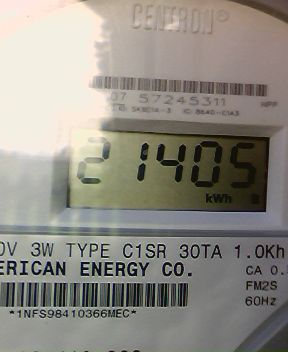 CENTRON®
07 57245311
21405
kWh
0V 3W TYPE C1SR 30TA 1.0Kh
ERICAN ENERGY CO.
CA 0.
FM2S
60Hz
*1NFS98410366MEC*